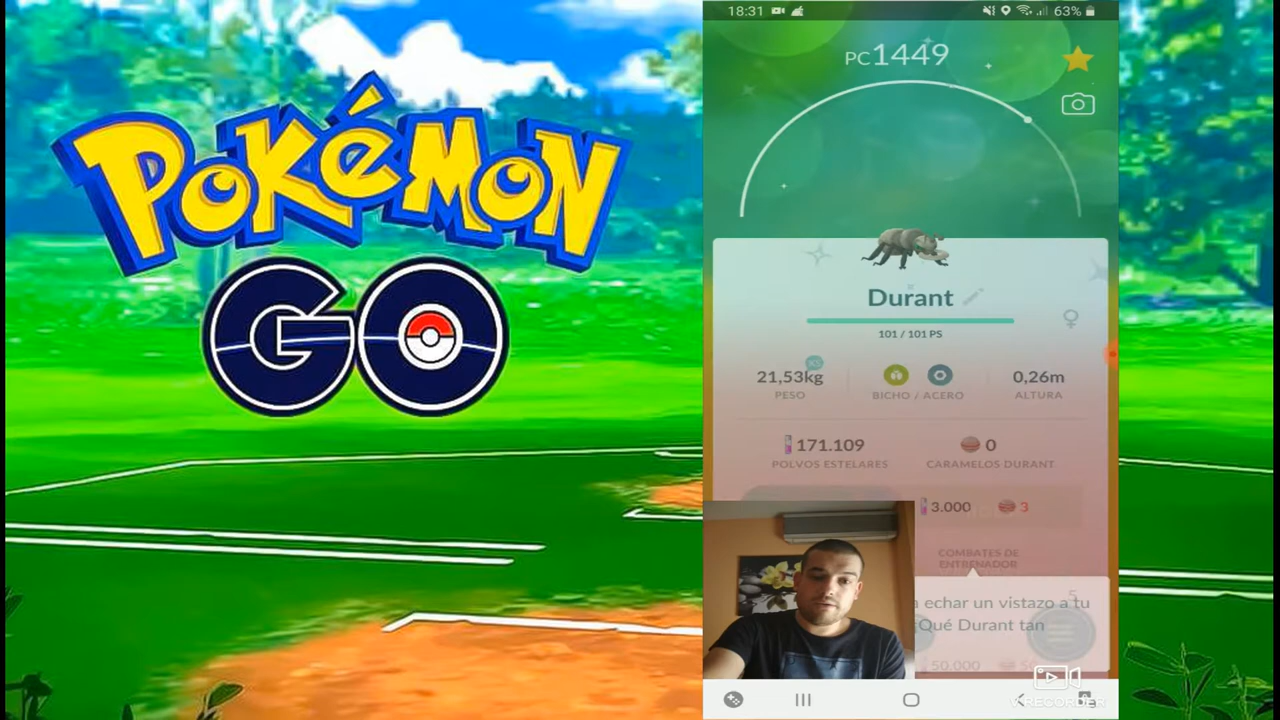 POKéMON
GO
18:31
63%
PC1449
Durant
101 / 101 PS
XS
21,53kg
PESO
BICHO / ACERO
0,26m
ALTURA
171.109
POLVOS ESTELARES
0
CARAMELOS DURANT
3.000
3
COMBATES DE
ENTRENADOR
echar un vistazo a tu
¡Qué Durant tan
50.000
V RECORDER